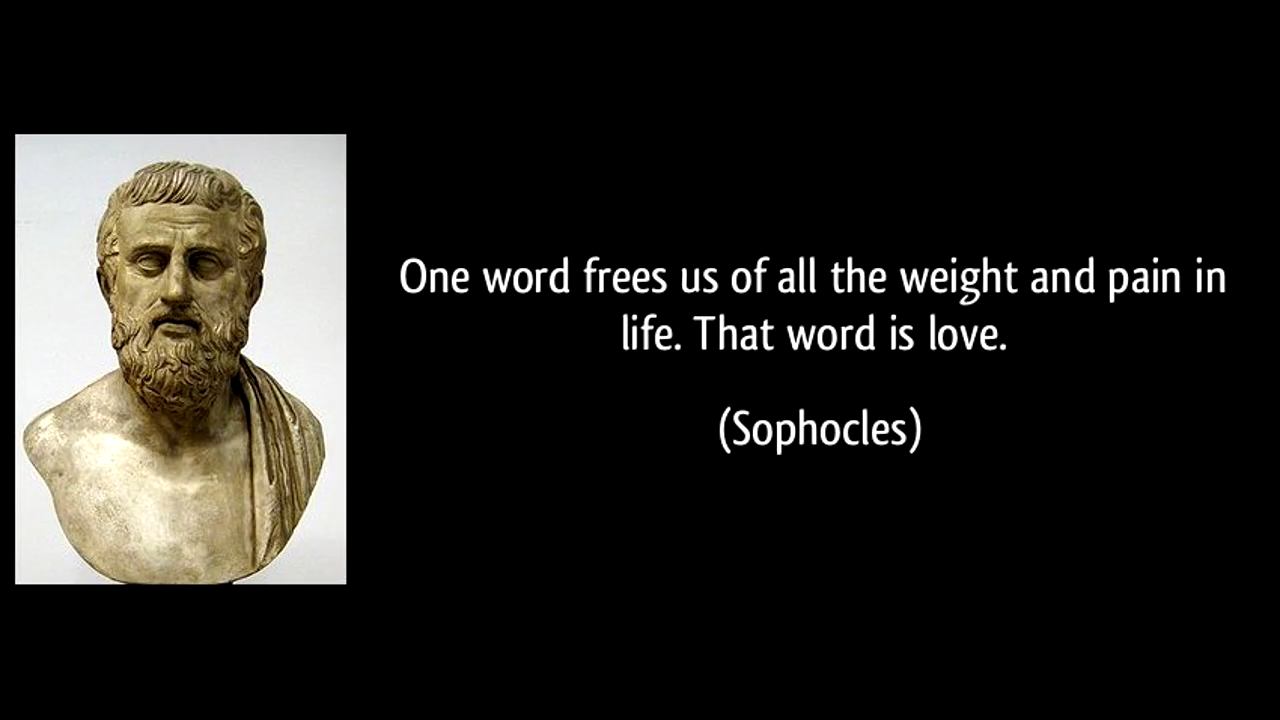 One word frees us of all the weight and pain in
life. That word is love.
(Sophocles)